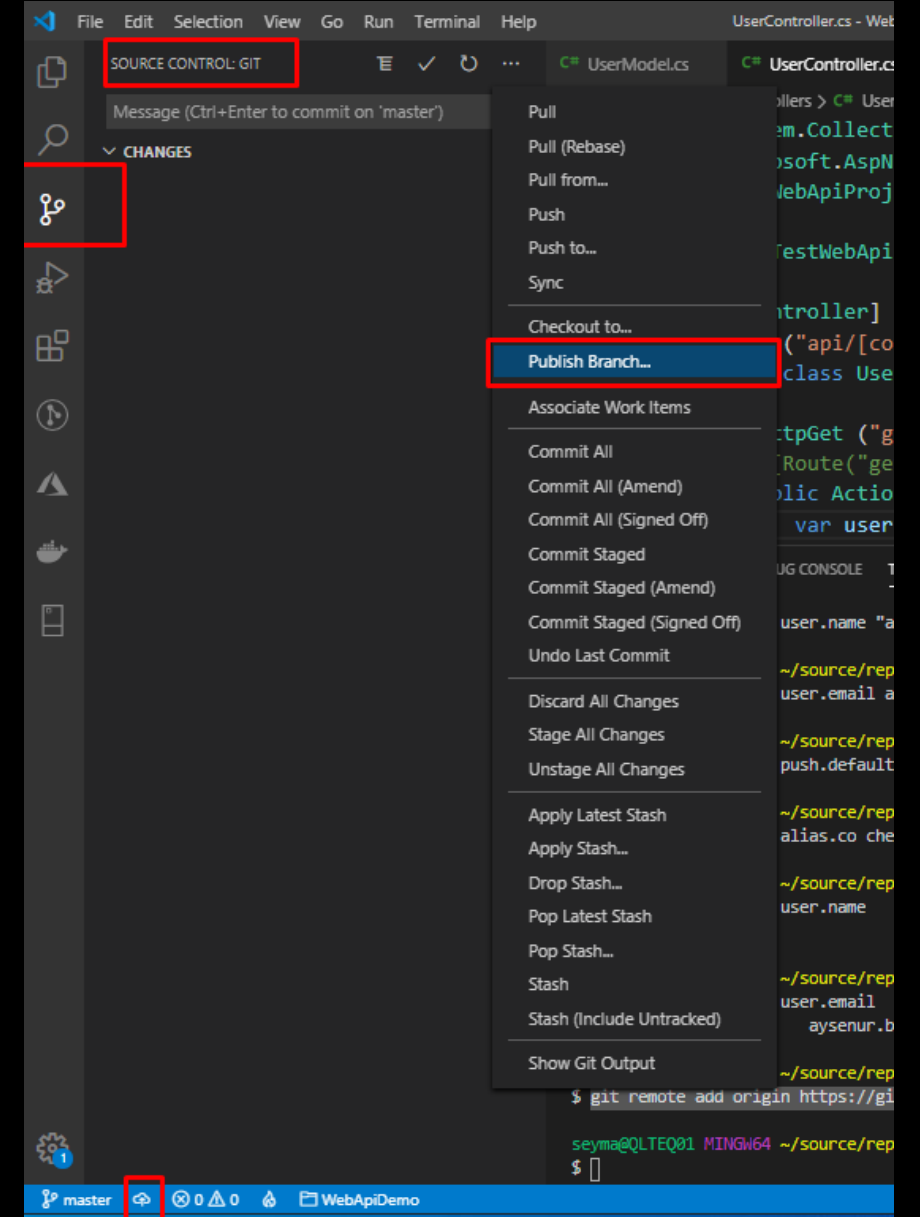 File Edit Selection View Go Run Terminal Help
UserController.cs - Wel
SOURCE CONTROL: GIT
Message (Ctrl+Enter to commit on 'master')
CHANGES
Pull
Pull (Rebase)
Pull from...
Push
Push to...
Sync
Checkout to...
Publish Branch...
Associate Work Items
Commit All
Commit All (Amend)
Commit All (Signed Off)
Commit Staged
Commit Staged (Amend)
Commit Staged (Signed Off)
Undo Last Commit
Discard All Changes
Stage All Changes
Unstage All Changes
Apply Latest Stash
Apply Stash...
Drop Stash...
Pop Latest Stash
Pop Stash...
Stash
Stash (Include Untracked)
Show Git Output
C# UserModel.cs
C# UserController.cs
ollers > C# User
em.Collect
osoft.AspN
WebApiProj
TestWebApi
ntroller]
("api/[co
class Use
ttpGet ("g
[Route("ge
blic Actio
var user
UG CONSOLE
user.name "a
~/source/rep
user.email a
~/source/rep
push.default
~/source/rep
alias.co che
~/source/rep
user.name
~/source/rep
user.email
aysenur.b
~/source/rep
$ git remote add origin https://gi
seyma@QLTEQ01 MINGW64 ~/source/rep
$
1
master
0 0
WebApiDemo